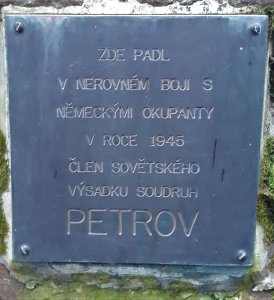 ZDE PADL
V NEROVNÉM BOJI S
NĚMECKÝMI OKUPANTY
V ROCE 1945
ČLEN SOVĚTSKÉHO
VÝSADKU SOUDRUH
PETROV